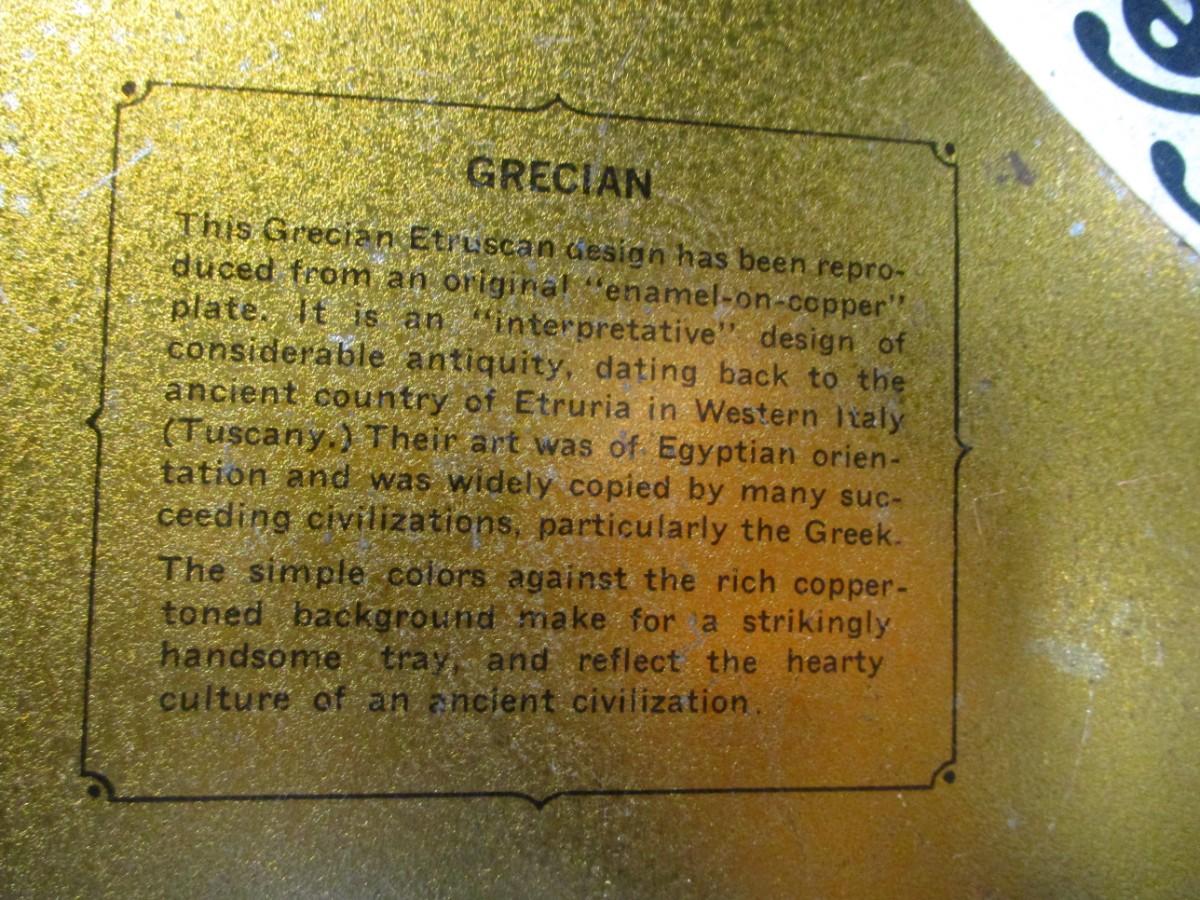 GRECIAN
This Grecian Etruscan design has been repro-
duced from an original "enamel-on-copper"
plate. It is an "interpretative" design of
considerable antiquity, dating back to the
ancient country of Etruria in Western Italy
(Tuscany.) Their art was of Egyptian orien-
tation and was widely copied by many suc-
ceeding civilizations, particularly the Greek.
The simple colors against the rich copper-
toned background make for a strikingly
handsome tray, and reflect the hearty
culture of an ancient civilization.